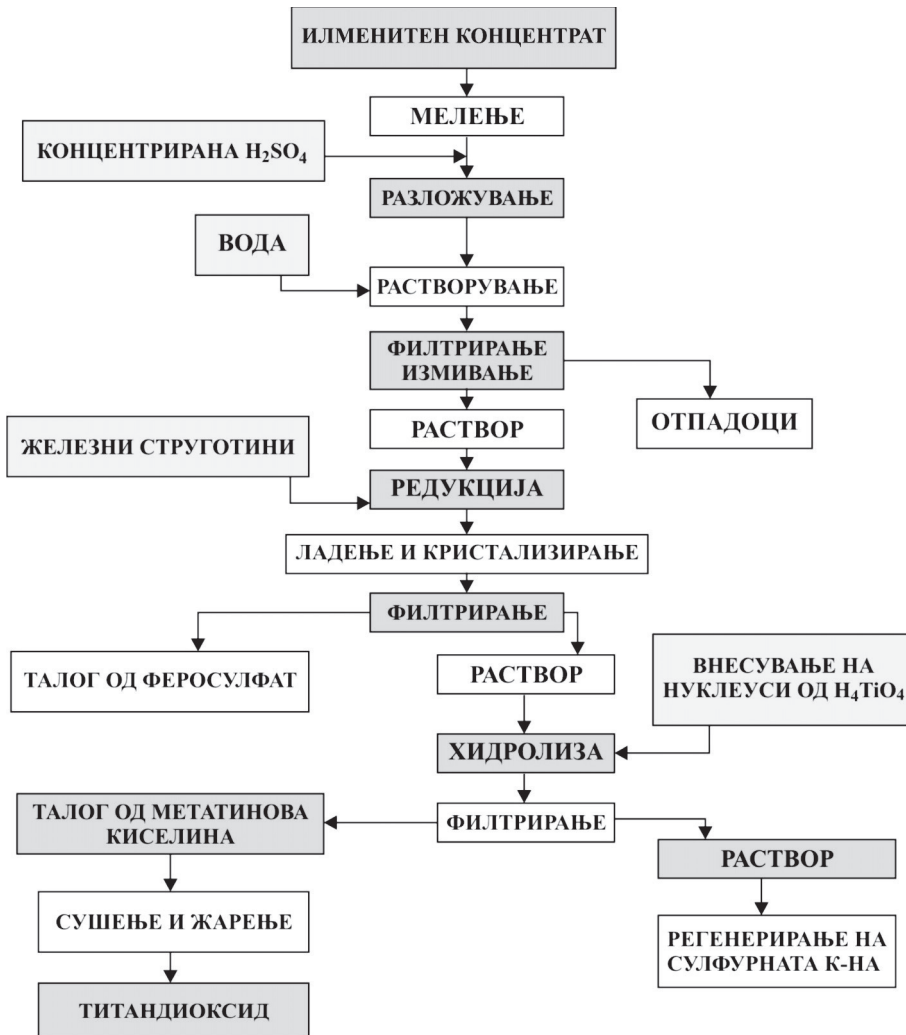 ИЛМЕНИТЕН КОНЦЕНТРАТ
МЕЛЕЊЕ
КОНЦЕНТРИРАНА H₂SO₄
РАЗЛОЖУВАЊЕ
ВОДА
РАСТВОРУВАЊЕ
ФИЛТРИРАЊЕ
ИЗМИВАЊЕ
ОТПАДОЦИ
РАСТВОР
ЖЕЛЕЗНИ СТРУГОТИНИ
РЕДУКЦИЈА
ЛАДЕЊЕ И КРИСТАЛИЗИРАЊЕ
ФИЛТРИРАЊЕ
ТАЛОГ ОД ФЕРОСУЛФАТ
РАСТВОР
ВНЕСУВАЊЕ НА
НУКЛЕУСИ ОД H₄TiO₄
ХИДРОЛИЗА
ТАЛОГ ОД МЕТАТИНОВА
КИСЕЛИНА
ФИЛТРИРАЊЕ
РАСТВОР
СУШЕЊЕ И ЖАРЕЊЕ
РЕГЕНЕРИРАЊЕ НА
СУЛФУРНАТА К-НА
ТИТАНДИОКСИД